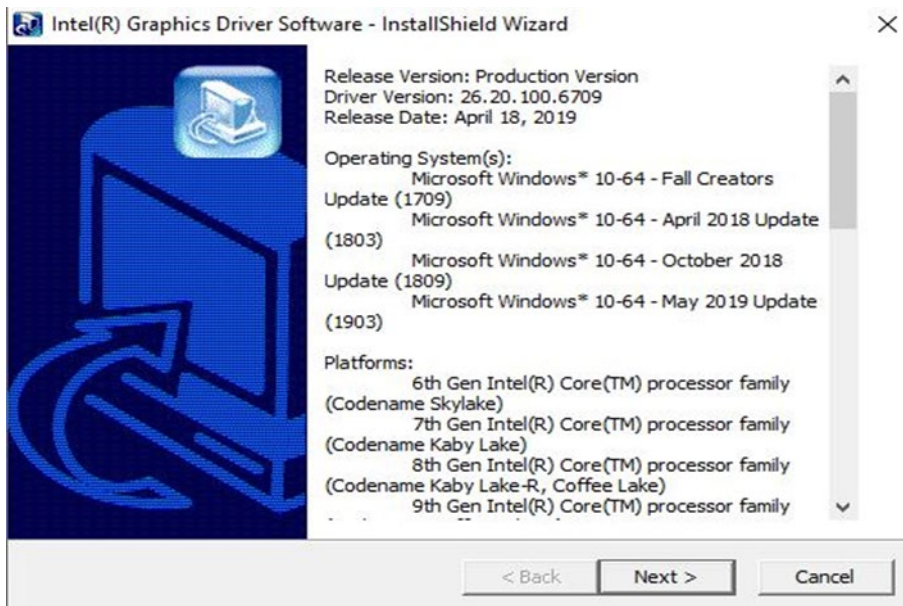 Intel(R) Graphics Driver Software - InstallShield Wizard
Release Version: Production Version
Driver Version: 26.20.100.6709
Release Date: April 18, 2019
Operating System(s):
Microsoft Windows* 10-64 - Fall Creators
Update (1709)
Microsoft Windows* 10-64 - April 2018 Update
(1803)
Microsoft Windows* 10-64 - October 2018
Update (1809)
Microsoft Windows* 10-64 - May 2019 Update
(1903)
Platforms:
6th Gen Intel(R) Core(TM) processor family
(Codename Skylake)
7th Gen Intel(R) Core(TM) processor family
(Codename Kaby Lake)
8th Gen Intel(R) Core(TM) processor family
(Codename Kaby Lake-R, Coffee Lake)
9th Gen Intel(R) Core(TM) processor family
< Back
Next >
Cancel